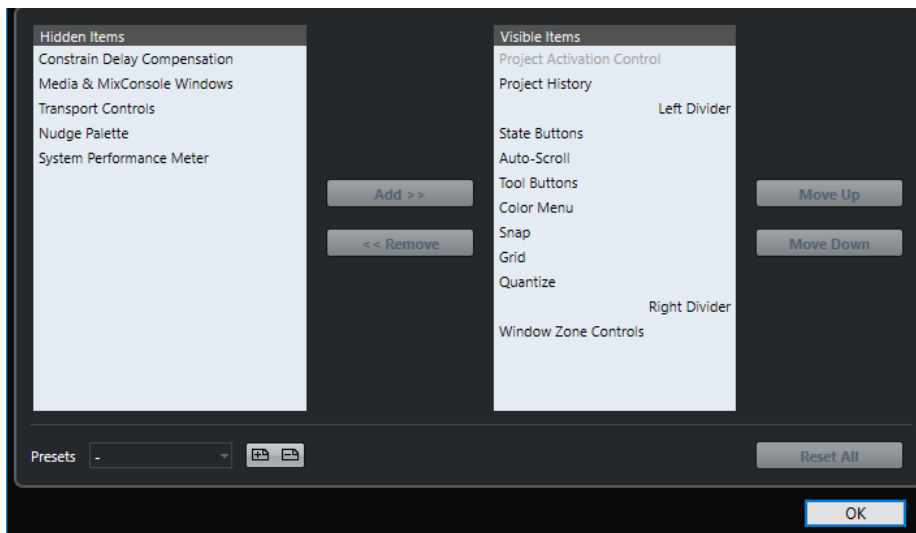 Hidden Items
Constrain Delay Compensation
Media & MixConsole Windows
Transport Controls
Nudge Palette
System Performance Meter
Add >>
<< Remove
Visible Items
Project Activation Control
Project History
Left Divider
State Buttons
Auto-Scroll
Tool Buttons
Color Menu
Snap
Grid
Quantize
Right Divider
Window Zone Controls
Move Up
Move Down
Presets -
Reset All
OK